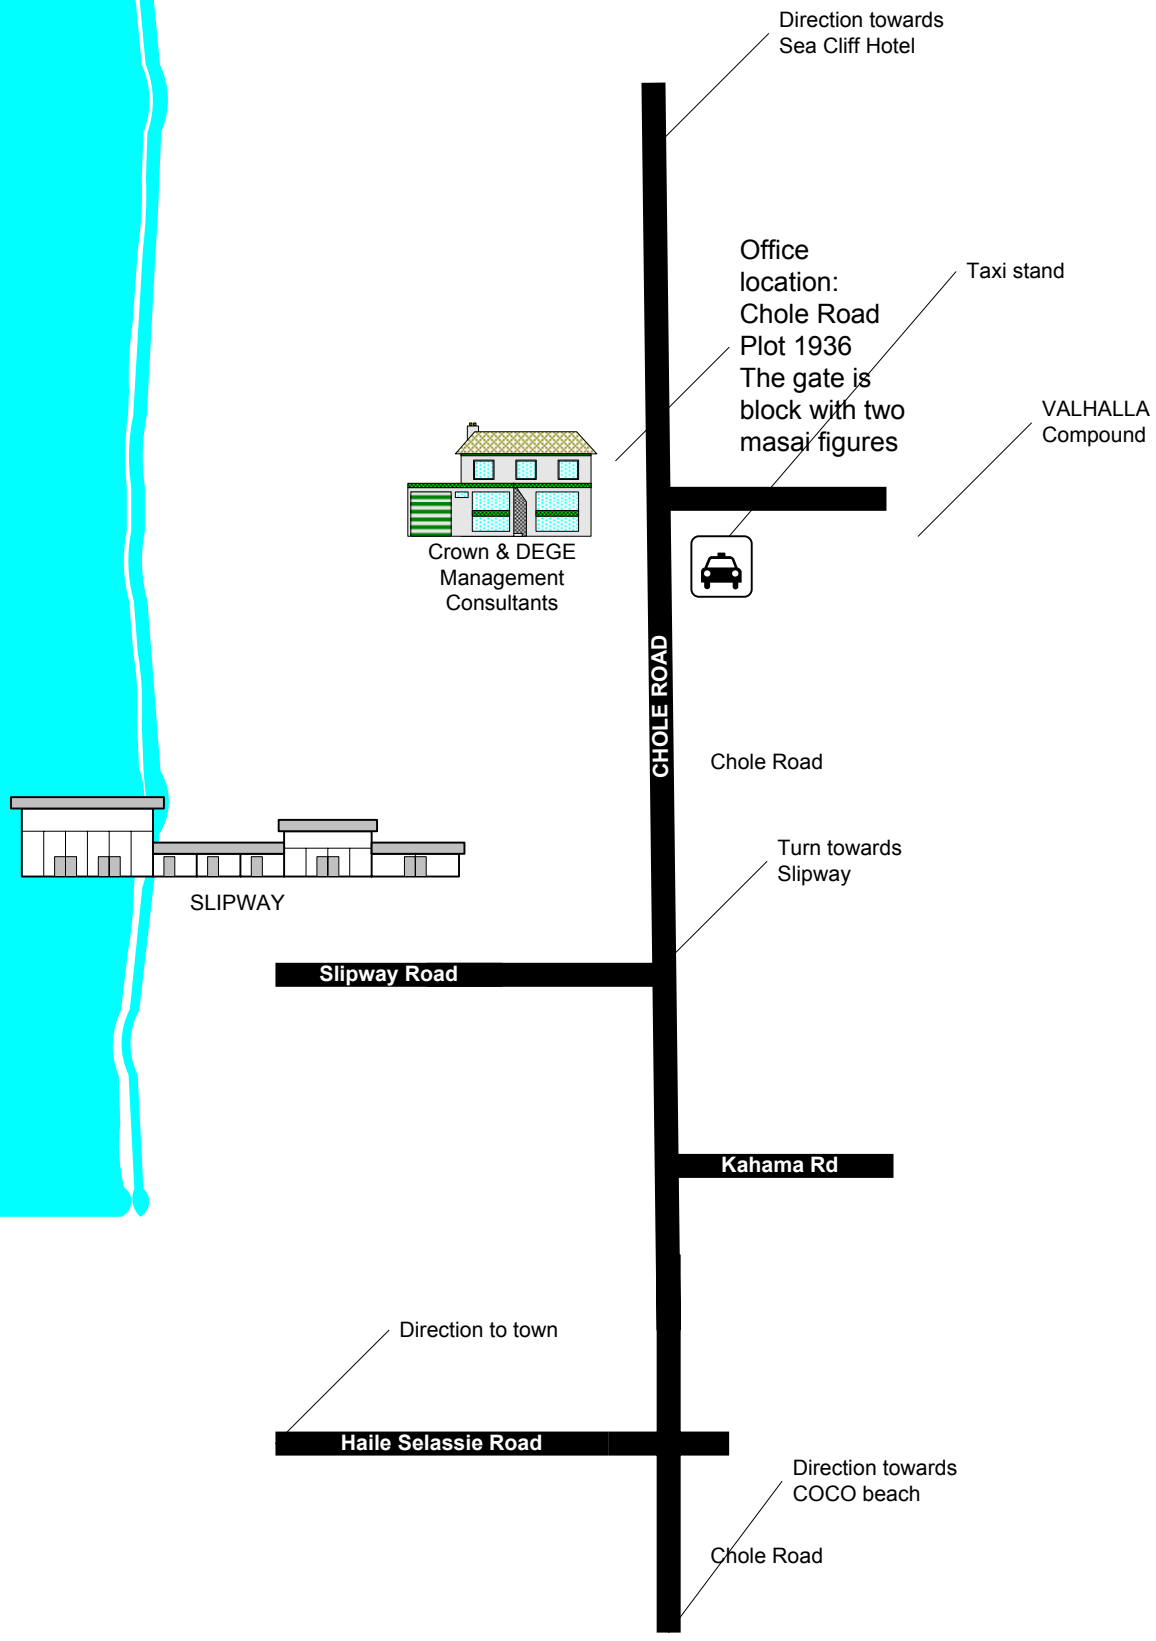 Direction towards
Sea Cliff Hotel
Office
location:
Chole Road
Plot 1936
The gate is
block with two
masai figures
Taxi stand
VALHALLA
Compound
Crown & DEGE
Management
Consultants
CHOLE ROAD
Chole Road
Turn towards
Slipway
SLIPWAY
Slipway Road
Kahama Rd
Direction to town
Haile Selassie Road
Direction towards
COCO beach
Chole Road